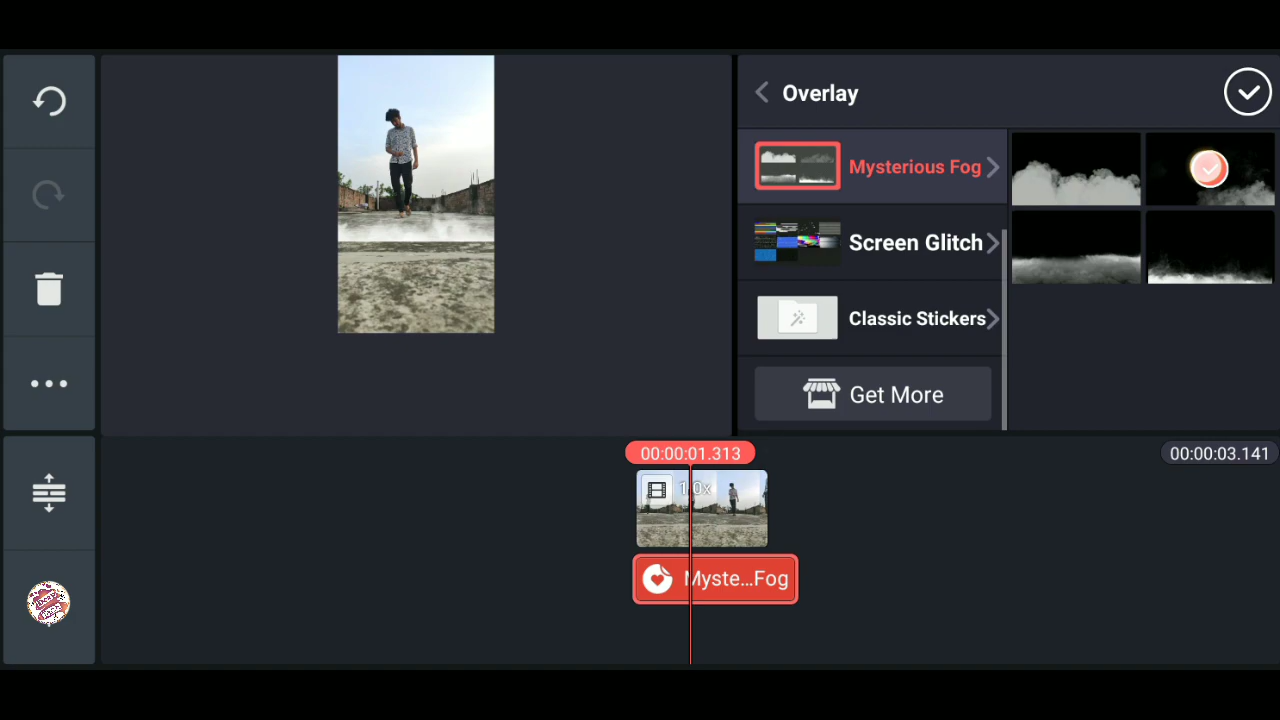 Overlay
Mysterious Fog
Screen Glitch
Classic Stickers
Get More
00:00:01.313
00:00:03.141
1.0x
Myste...Fog